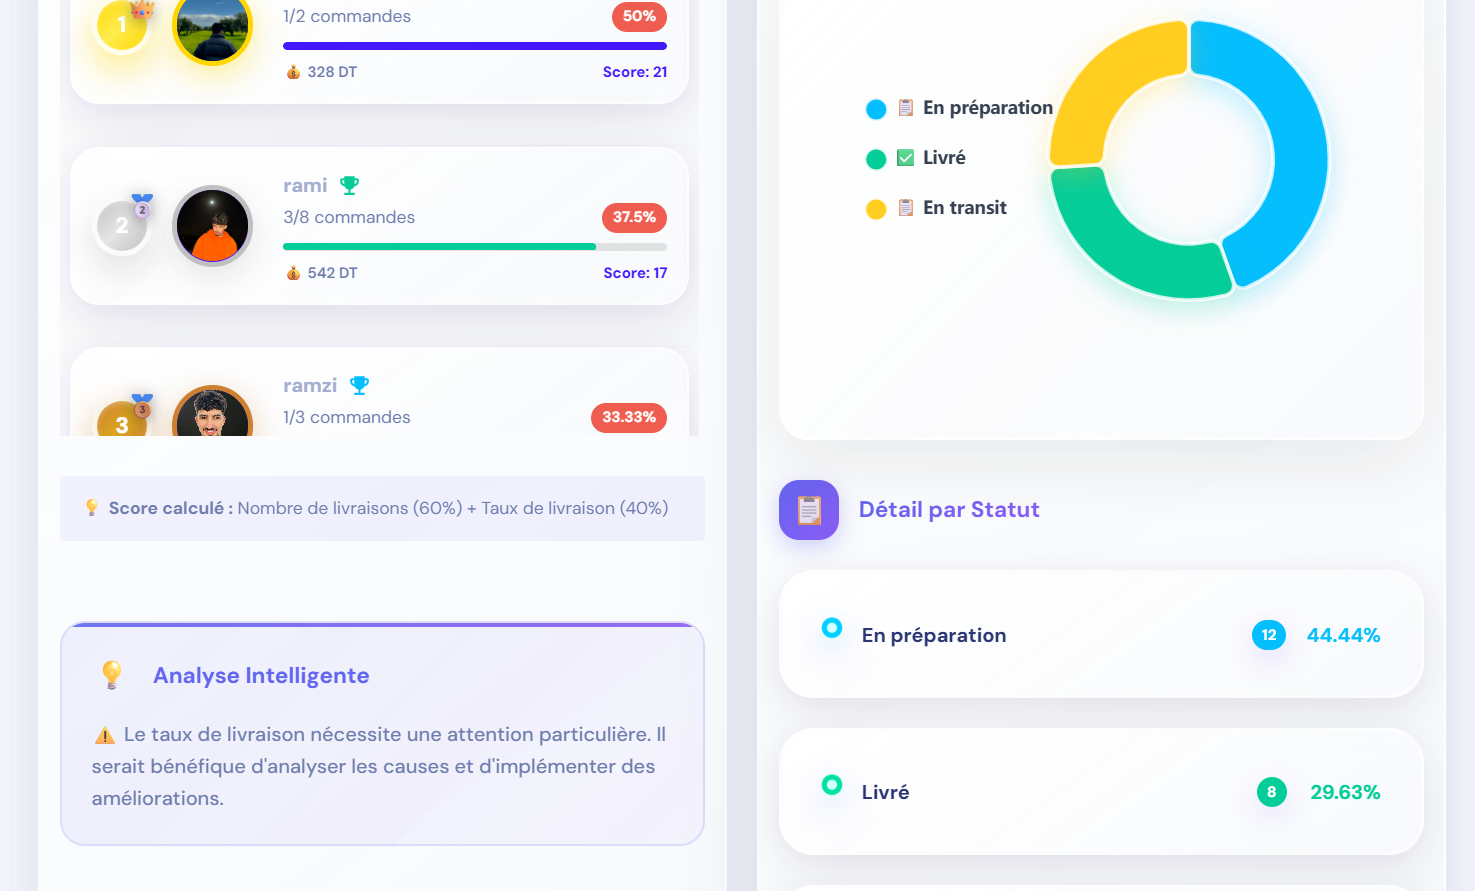 1
1/2 commandes
50%
💰 328 DT
Score: 21
2
2
rami
3/8 commandes
37.5%
💰 542 DT
Score: 17
3
3
ramzi
1/3 commandes
33.33%
💡 Score calculé : Nombre de livraisons (60%) + Taux de livraison (40%)
Analyse Intelligente
⚠️ Le taux de livraison nécessite une attention particulière. Il
serait bénéfique d'analyser les causes et d'implémenter des
améliorations.
📋 En préparation
✅ Livré
📋 En transit
Détail par Statut
En préparation
12
44.44%
Livré
8
29.63%